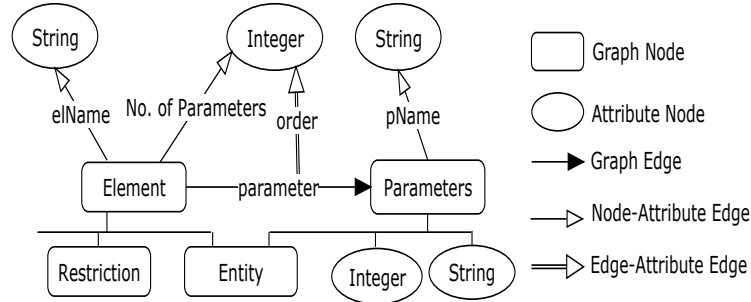 String
Integer
String
elName
No. of Parameters
order
pName
Element
parameter
Parameters
Restriction
Entity
Integer
String
Graph Node
Attribute Node
Graph Edge
Node-Attribute Edge
Edge-Attribute Edge